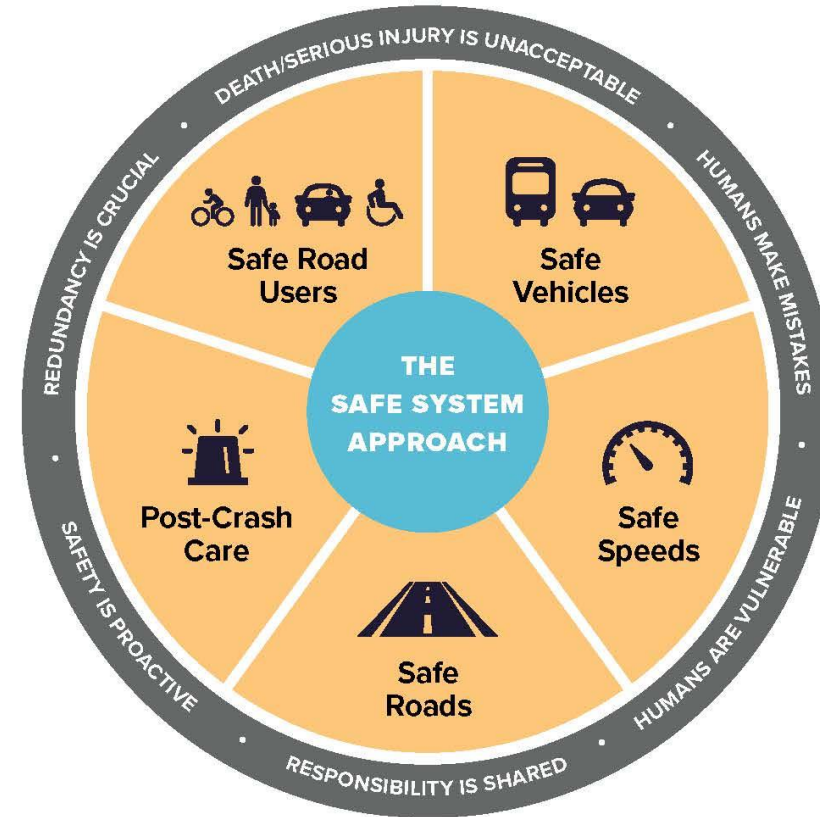 DEATH/SERIOUS INJURY IS UNACCEPTABLE
HUMANS MAKE MISTAKES
HUMANS ARE VULNERABLE
RESPONSIBILITY IS SHARED
SAFETY IS PROACTIVE
REDUNDANCY IS CRUCIAL
Safe Road
Users
Safe
Vehicles
THE
SAFE SYSTEM
APPROACH
Post-Crash
Care
Safe
Speeds
Safe
Roads